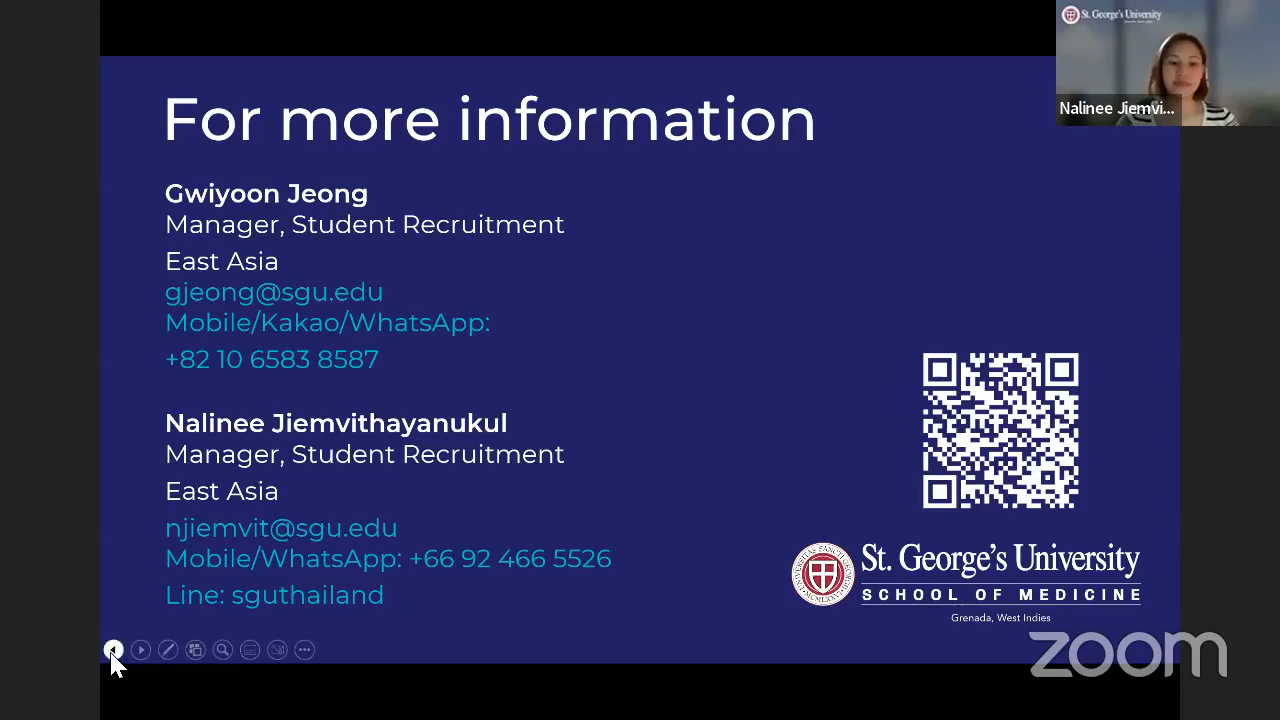 St. George's University
Nalinee Jiemvi...
For more information
Gwiyoon Jeong
Manager, Student Recruitment
East Asia
gjeong@sgu.edu
Mobile/Kakao/WhatsApp:
+82 10 6583 8587
Nalinee Jiemvithayanukul
Manager, Student Recruitment
East Asia
njiemvit@sgu.edu
Mobile/WhatsApp: +66 92 466 5526
Line: sguthailand
St. George's University
SCHOOL OF MEDICINE
Grenada, West Indies
zoom